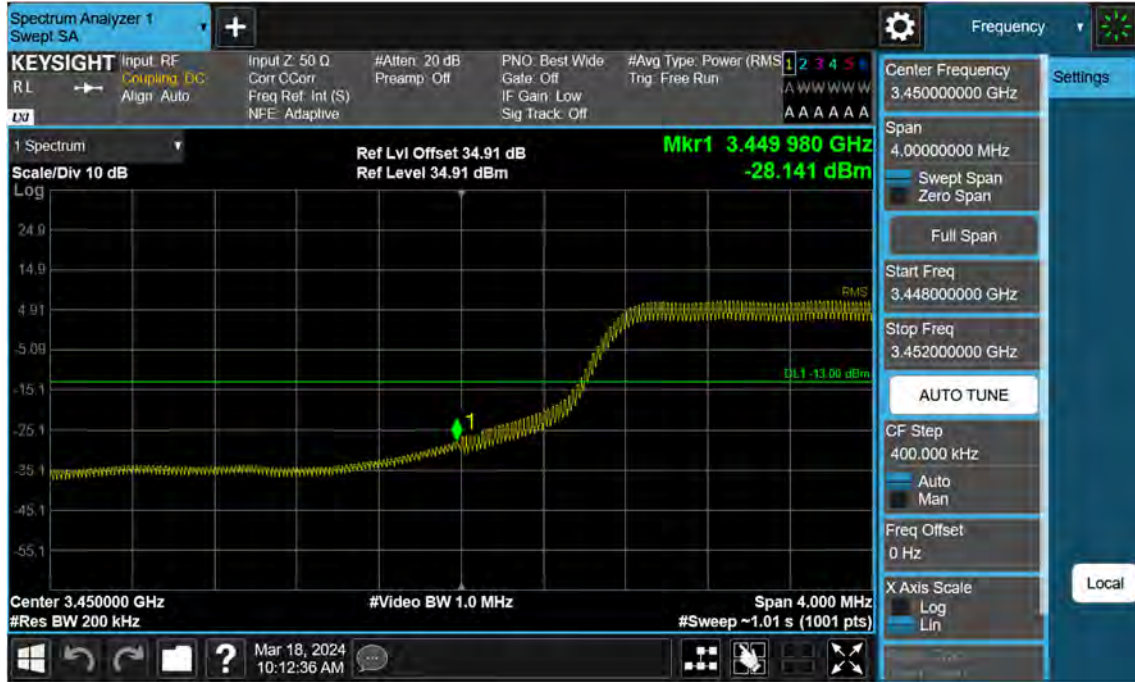 Spectrum Analyzer 1
Swept SA
Frequency
KEYSIGHT
RL
LXI
Input: RF
Coupling: DC
Align: Auto
Input Z: 50 Ω
Corr CCorr
Freq Ref: Int (S)
NFE: Adaptive
#Atten: 20 dB
Preamp: Off
PNO: Best Wide
Gate: Off
IF Gain: Low
Sig Track: Off
#Avg Type: Power (RMS
Trig: Free Run
1 2 3 4 5 6
A W W W W W
A A A A A A
1 Spectrum
Scale/Div 10 dB
Log
Ref Lvl Offset 34.91 dB
Ref Level 34.91 dBm
Mkr1 3.449 980 GHz
-28.141 dBm
24.9
14.9
4.91
-5.09
-15.1
-25.1
-35.1
-45.1
-55.1
RMS
DL1 -13.00 dBm
1
Center 3.450000 GHz
#Res BW 200 kHz
#Video BW 1.0 MHz
Span 4.000 MHz
#Sweep ~1.01 s (1001 pts)
Center Frequency
3.450000000 GHz
Span
4.00000000 MHz
Swept Span
Zero Span
Full Span
Start Freq
3.448000000 GHz
Stop Freq
3.452000000 GHz
AUTO TUNE
CF Step
400.000 kHz
Auto
Man
Freq Offset
0 Hz
X Axis Scale
Log
Lin
Settings
Local
?
Mar 18, 2024
10:12:36 AM